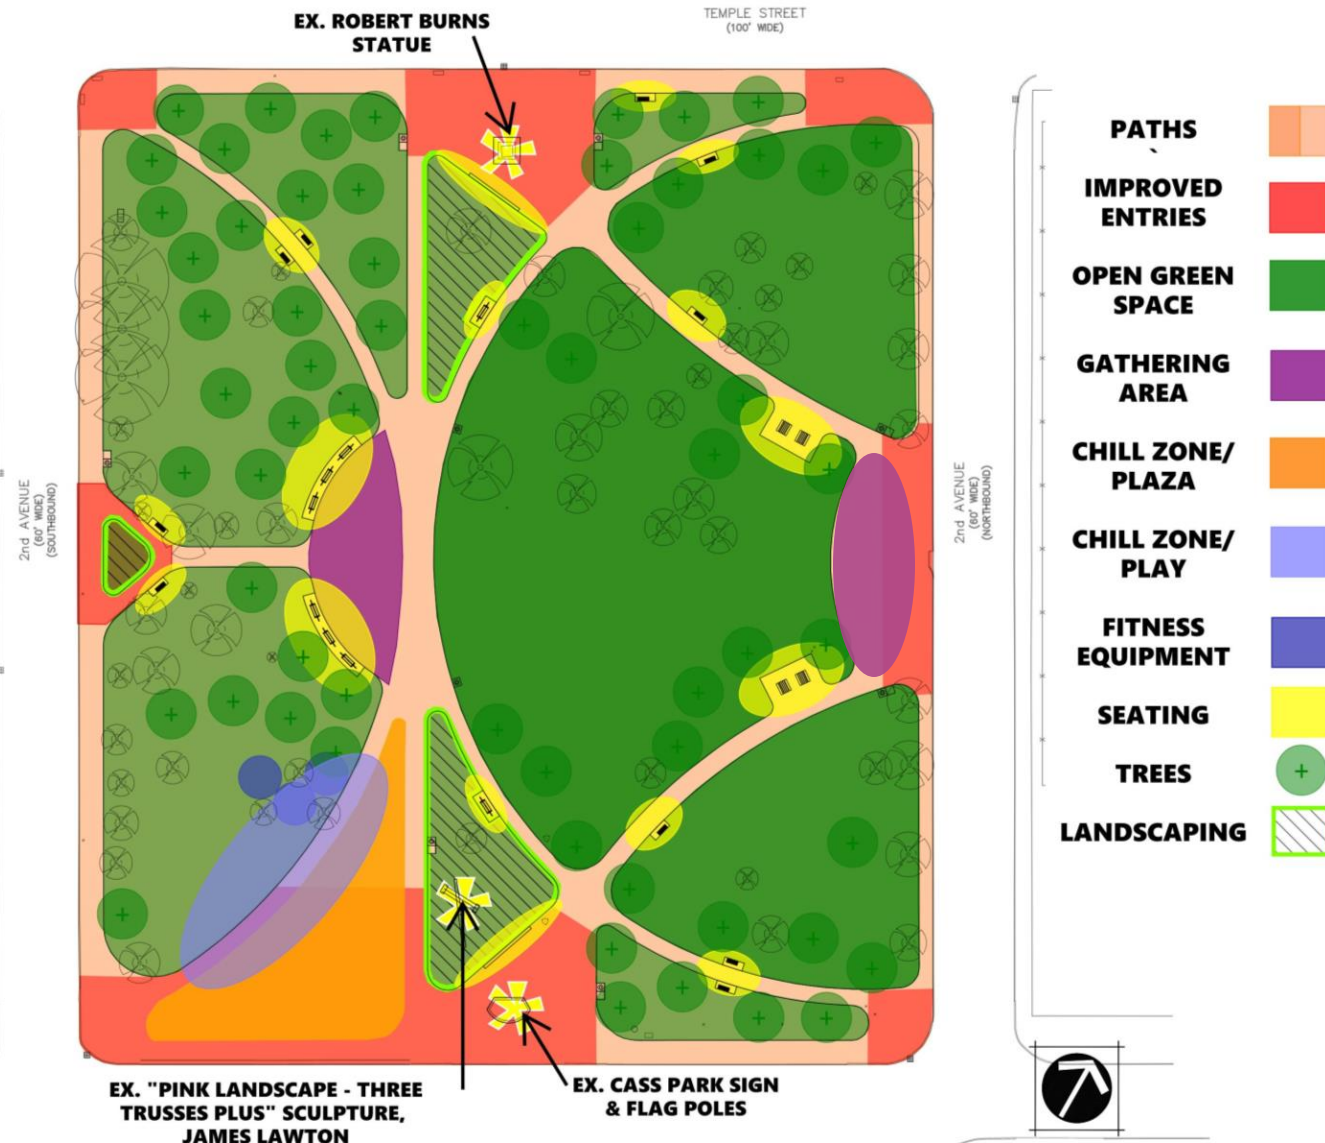 EX. ROBERT BURNS
STATUE
TEMPLE STREET
(100' WIDE)
2nd AVENUE
(60' WIDE)
(SOUTHBOUND)
2nd AVENUE
(60' WIDE)
(NORTHBOUND)
PATHS
`
IMPROVED
ENTRIES
OPEN GREEN
SPACE
GATHERING
AREA
CHILL ZONE/
PLAZA
CHILL ZONE/
PLAY
FITNESS
EQUIPMENT
SEATING
TREES
LANDSCAPING
EX. "PINK LANDSCAPE - THREE
TRUSSES PLUS" SCULPTURE,
JAMES LAWTON
EX. CASS PARK SIGN
& FLAG POLES